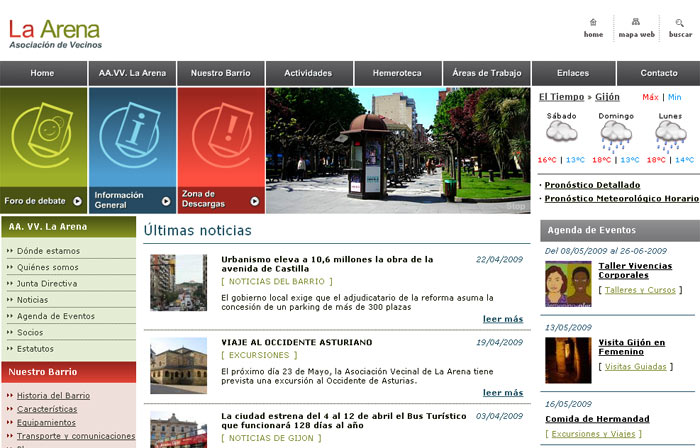 La Arena
Asociación de Vecinos
home
mapa web
buscar
Home
AA.VV. La Arena
Nuestro Barrio
Actividades
Hemeroteca
Áreas de Trabajo
Enlaces
Contacto
Foro de debate
Información
General
Zona de
Descargas
Stop
El Tiempo » Gijón
Máx | Min
Sábado
Domingo
Lunes
16ºC | 13ºC
18ºC | 13ºC
18ºC | 14ºC
· Pronóstico Detallado
· Pronóstico Meteorológico Horario
AA. VV. La Arena
Dónde estamos
Quiénes somos
Junta Directiva
Noticias
Agenda de Eventos
Socios
Estatutos
Nuestro Barrio
Historia del Barrio
Características
Equipamientos
Transporte y comunicaciones
Últimas noticias
Urbanismo eleva a 10,6 millones la obra de la
avenida de Castilla
22/04/2009
[ NOTICIAS DEL BARRIO ]
El gobierno local exige que el adjudicatario de la reforma asuma la
concesión de un parking de más de 300 plazas
leer más
VIAJE AL OCCIDENTE ASTURIANO
19/04/2009
[ EXCURSIONES ]
El próximo día 23 de Mayo, la Asociación Vecinal de La Arena tiene
prevista una excursión al Occidente de Asturias.
leer más
La ciudad estrena del 4 al 12 de abril el Bus Turístico
que funcionará 128 días al año
03/04/2009
[ NOTICIAS DE GIJON ]
Agenda de Eventos
Del 08/05/2009 al 26-06-2009
Taller Vivencias
Corporales
[ Talleres y Cursos ]
13/05/2009
Visita Gijón en
Femenino
[ Visitas Guiadas ]
16/05/2009
Comida de Hermandad
[ Excursiones y Viajes ]